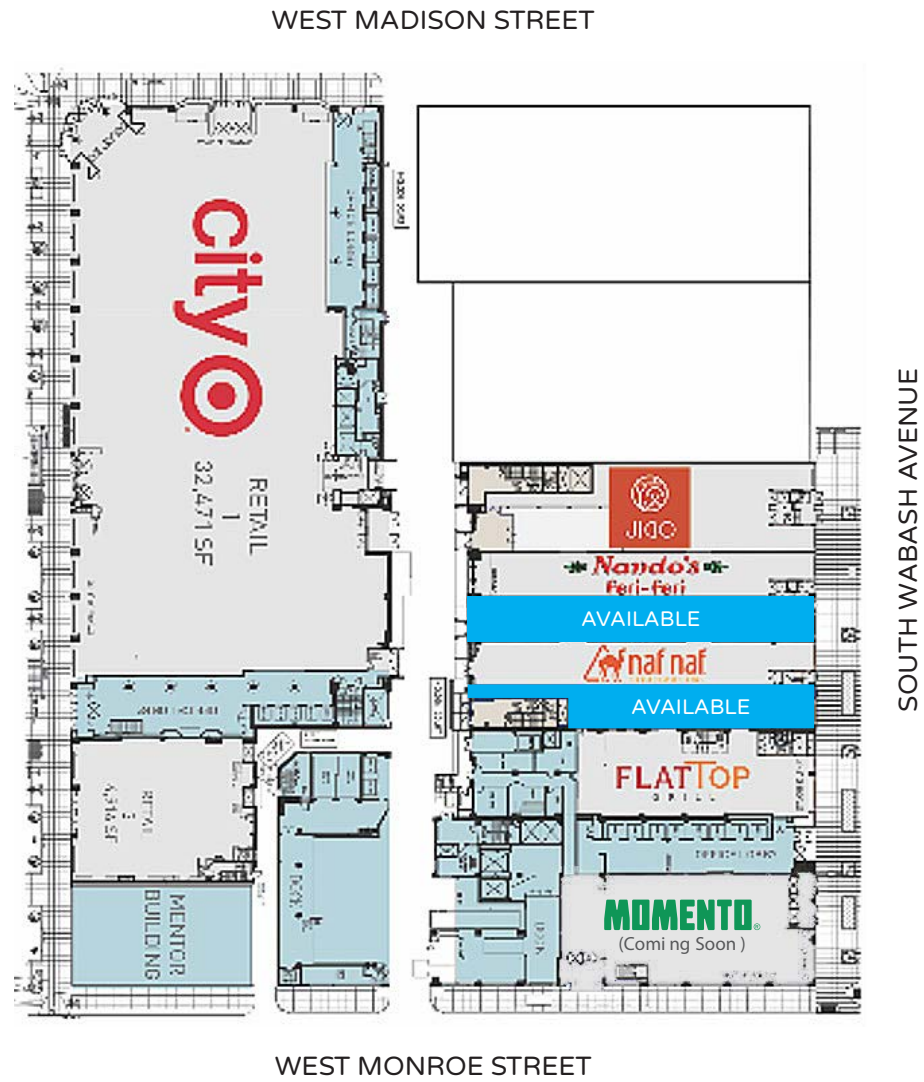 WEST MADISON STREET
city
RETAIL
1
32,471 SF
JIDO
Nando's
Peri-Peri
AVAILABLE
naf naf
AVAILABLE
FLATTOP
GRILL
RETAIL
3
MENTOR
BUILDING
MOMENTO®
(Coming Soon)
SOUTH WABASH AVENUE
WEST MONROE STREET